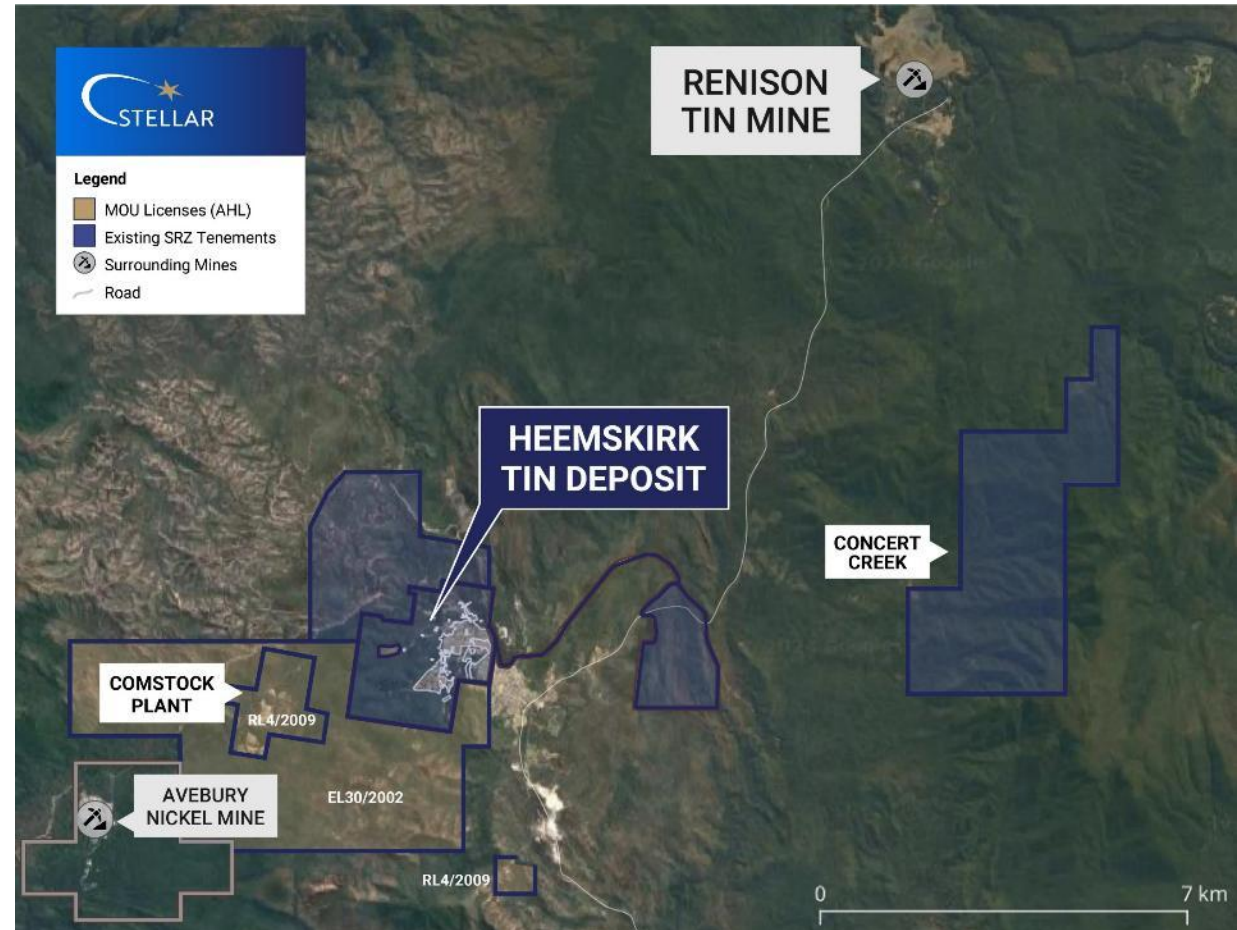 STELLAR
Legend
MOU Licenses (AHL)
Existing SRZ Tenements
Surrounding Mines
Road
RENISON
TIN MINE
HEEMSKIRK
TIN DEPOSIT
CONCERT
CREEK
COMSTOCK
PLANT
RL4/2009
EL30/2002
AVEBURY
NICKEL MINE
RL4/2009
0
7 km